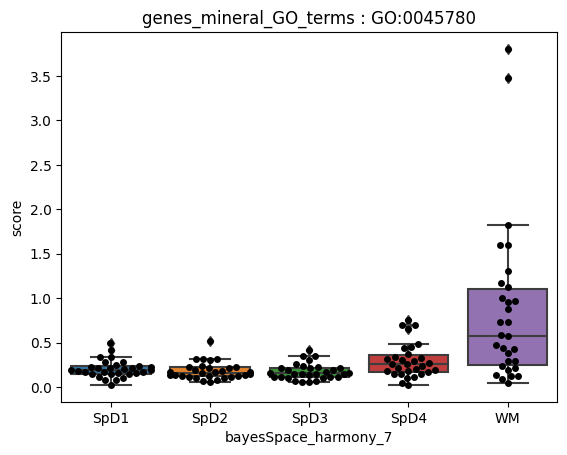 genes_mineral_GO_terms : GO:0045780
score
3.5
3.0
2.5
2.0
1.5
1.0
0.5
0.0
SpD1 SpD2 SpD3 SpD4 WM
bayesSpace_harmony_7